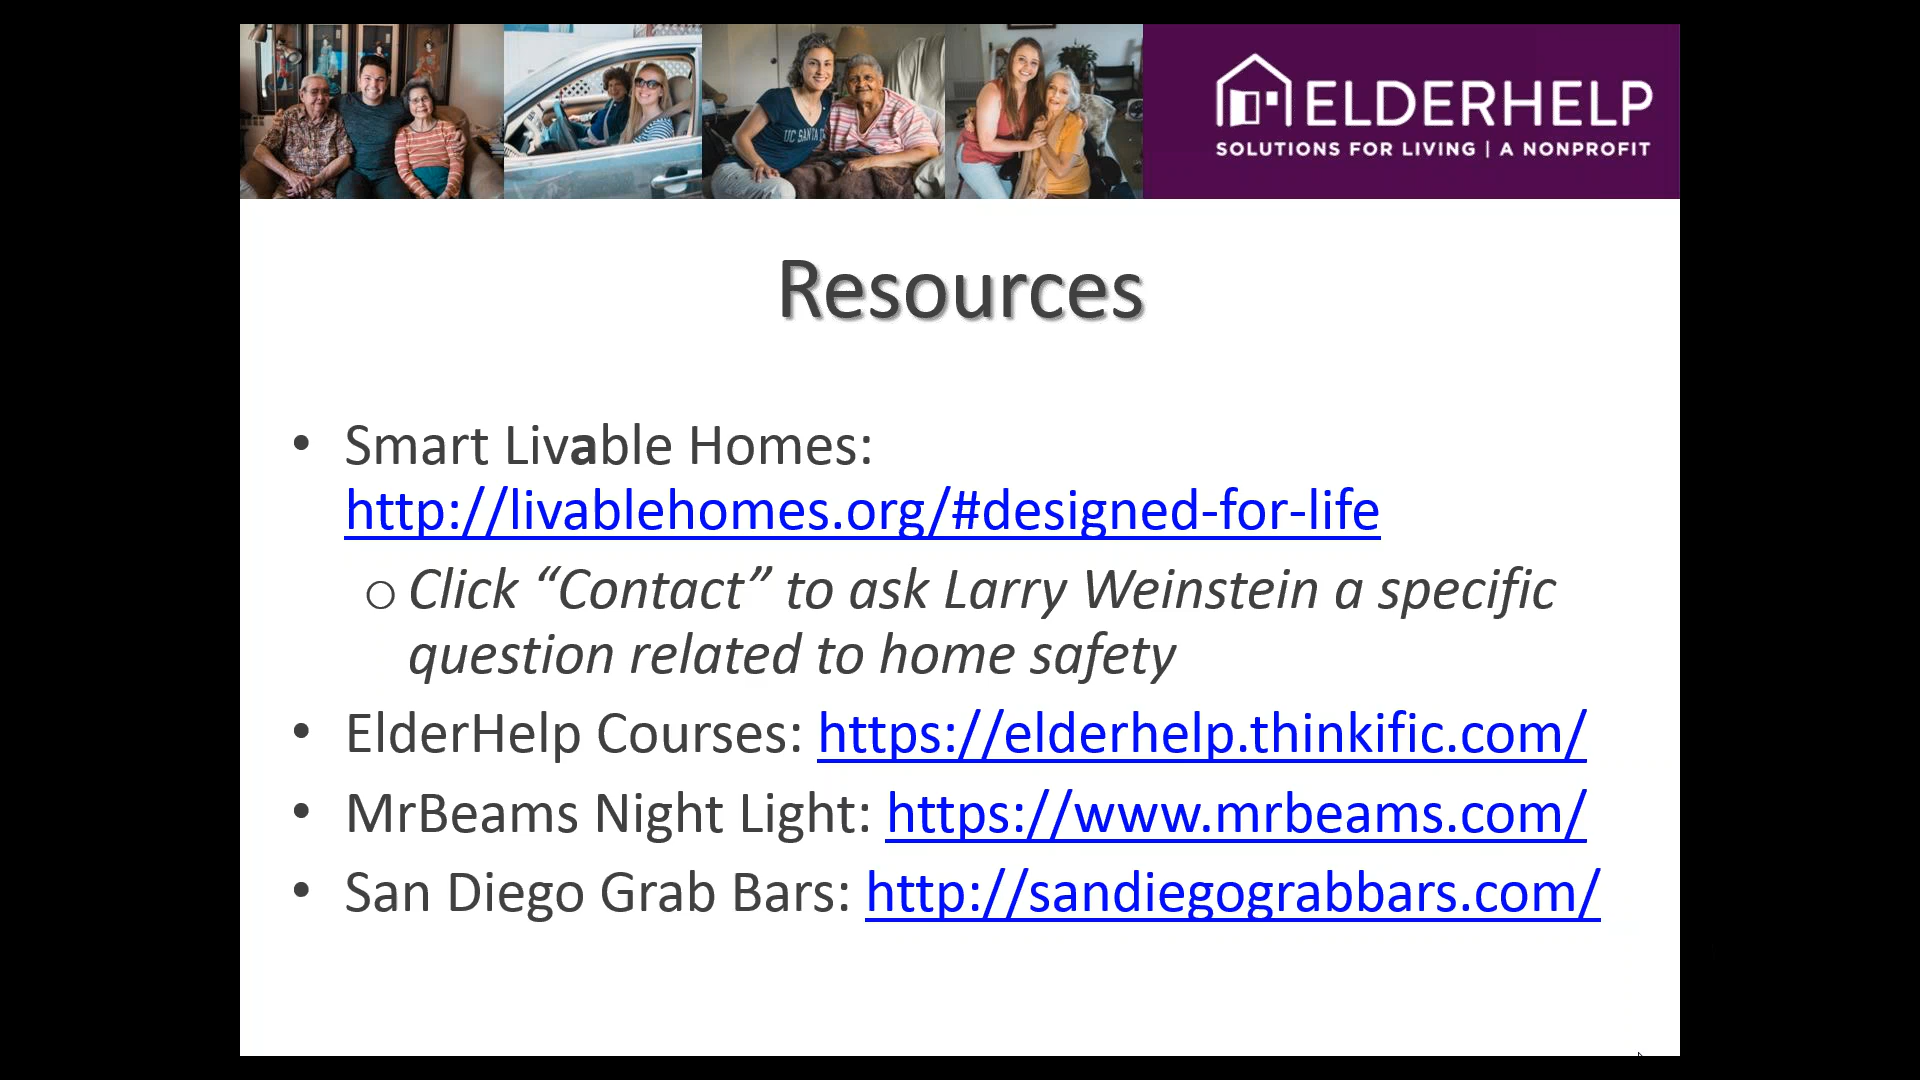 UC SANTA
ELDERHELP
SOLUTIONS FOR LIVING | A NONPROFIT
Resources
• Smart Livable Homes:
http://livablehomes.org/#designed-for-life
o Click “Contact” to ask Larry Weinstein a specific
question related to home safety
• ElderHelp Courses: https://elderhelp.thinkific.com/
• MrBeams Night Light: https://www.mrbeams.com/
• San Diego Grab Bars: http://sandiegograbbars.com/